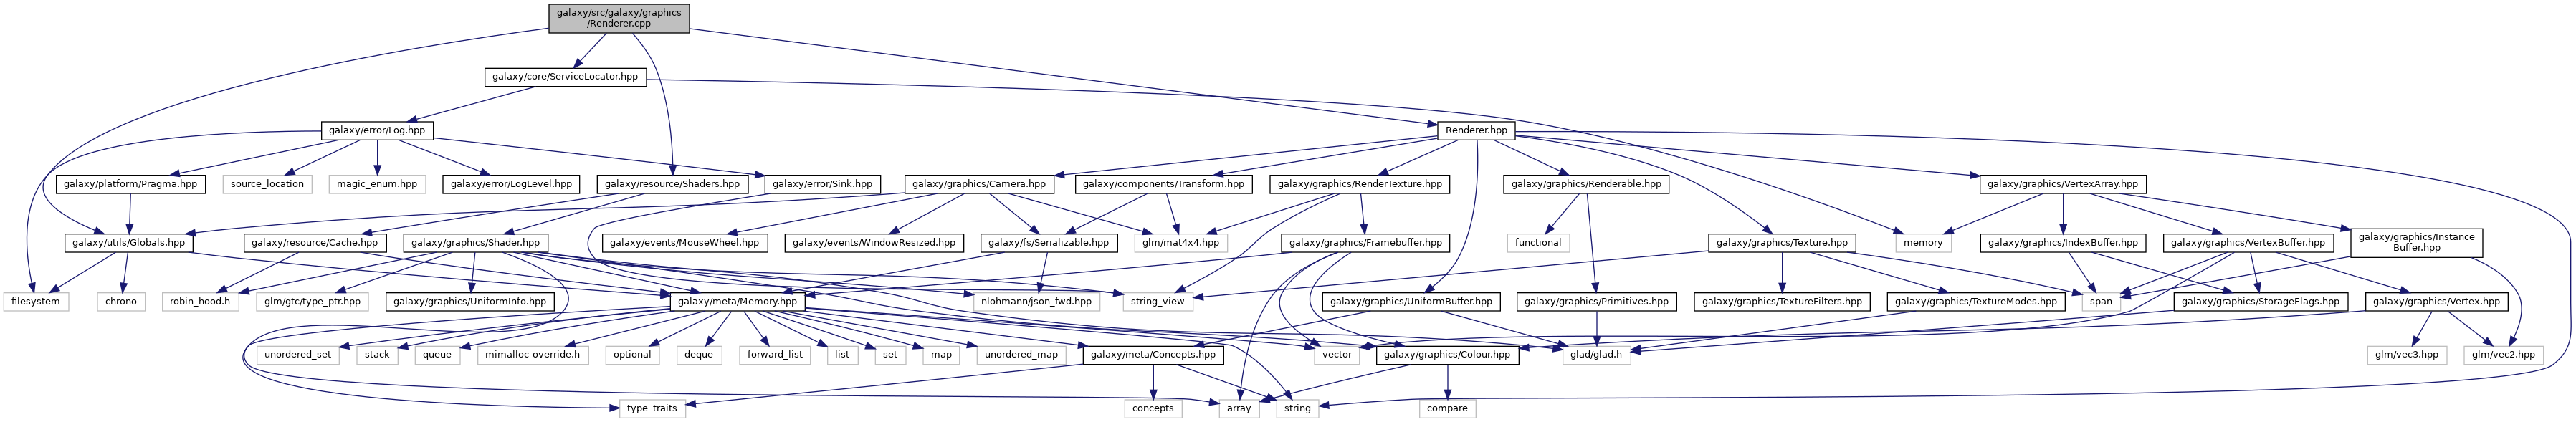 galaxy/src/galaxy/graphics
/Renderer.cpp
galaxy/core/ServiceLocator.hpp
galaxy/error/Log.hpp
Renderer.hpp
galaxy/platform/Pragma.hpp
source_location
magic_enum.hpp
galaxy/error/LogLevel.hpp
galaxy/resource/Shaders.hpp
galaxy/error/Sink.hpp
galaxy/graphics/Camera.hpp
galaxy/components/Transform.hpp
galaxy/graphics/RenderTexture.hpp
galaxy/graphics/Renderable.hpp
galaxy/graphics/VertexArray.hpp
galaxy/utils/Globals.hpp
galaxy/resource/Cache.hpp
galaxy/graphics/Shader.hpp
galaxy/events/MouseWheel.hpp
galaxy/events/WindowResized.hpp
galaxy/fs/Serializable.hpp
glm/mat4x4.hpp
galaxy/graphics/Framebuffer.hpp
functional
galaxy/graphics/Texture.hpp
memory
galaxy/graphics/IndexBuffer.hpp
galaxy/graphics/VertexBuffer.hpp
galaxy/graphics/Instance
Buffer.hpp
filesystem
chrono
robin_hood.h
glm/gtc/type_ptr.hpp
galaxy/graphics/UniformInfo.hpp
galaxy/meta/Memory.hpp
nlohmann/json_fwd.hpp
string_view
galaxy/graphics/UniformBuffer.hpp
galaxy/graphics/Primitives.hpp
galaxy/graphics/TextureFilters.hpp
galaxy/graphics/TextureModes.hpp
span
galaxy/graphics/StorageFlags.hpp
galaxy/graphics/Vertex.hpp
unordered_set
stack
queue
mimalloc-override.h
optional
deque
forward_list
list
set
map
unordered_map
galaxy/meta/Concepts.hpp
vector
galaxy/graphics/Colour.hpp
glad/glad.h
glm/vec3.hpp
glm/vec2.hpp
type_traits
concepts
array
string
compare